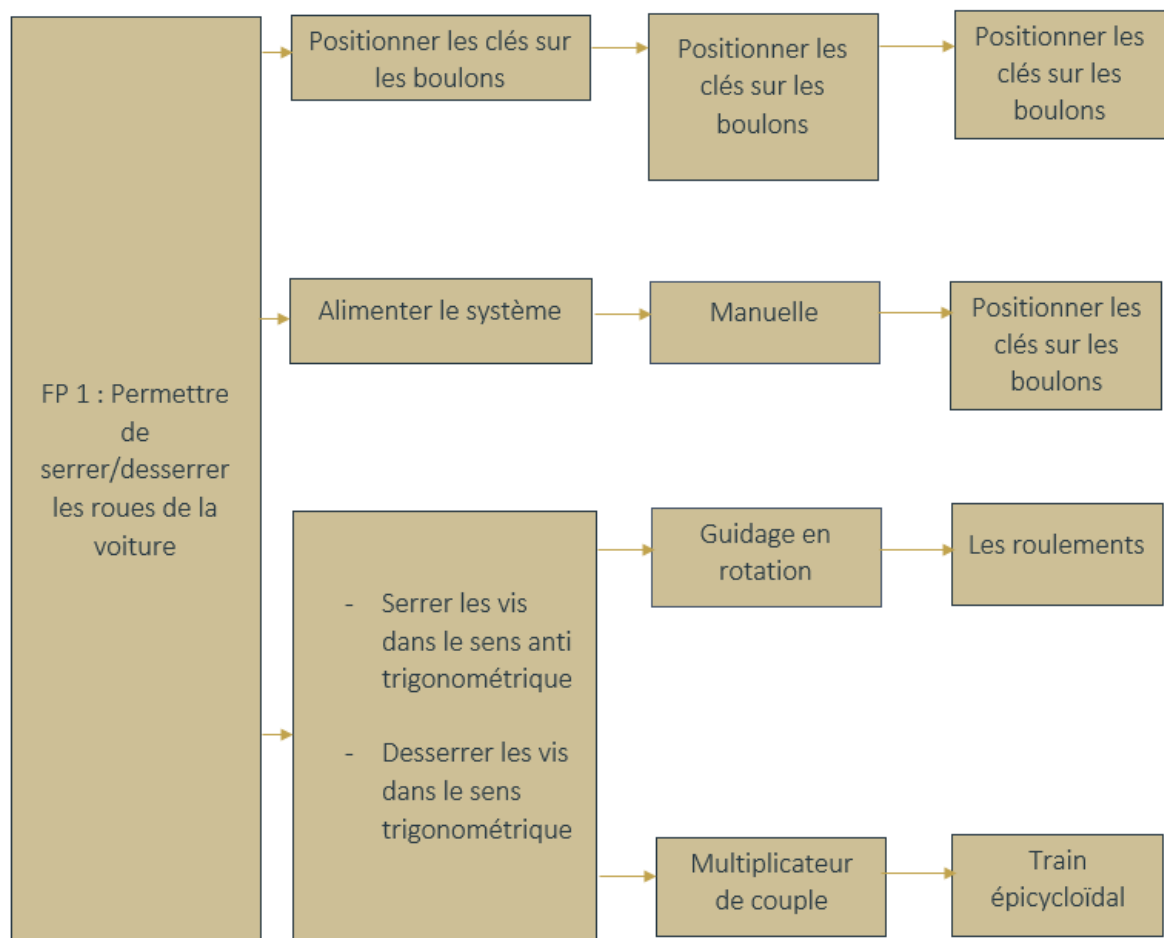 FP 1 : Permettre
de
serrer/desserrer
les roues de la
voiture
Positionner les clés sur
les boulons
Positionner les
clés sur les
boulons
Positionner les
clés sur les
boulons
Alimenter le système
Manuelle
Positionner les
clés sur les
boulons
- Serrer les vis
dans le sens anti
trigonométrique
- Desserrer les vis
dans le sens
trigonométrique
Guidage en
rotation
Les roulements
Multiplicateur
de couple
Train
épicycloïdal